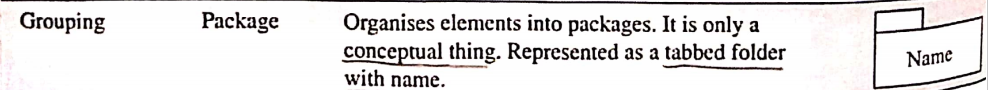 Grouping Package Organises elements into packages. It is only a
conceptual thing. Represented as a tabbed folder
with name.
Name